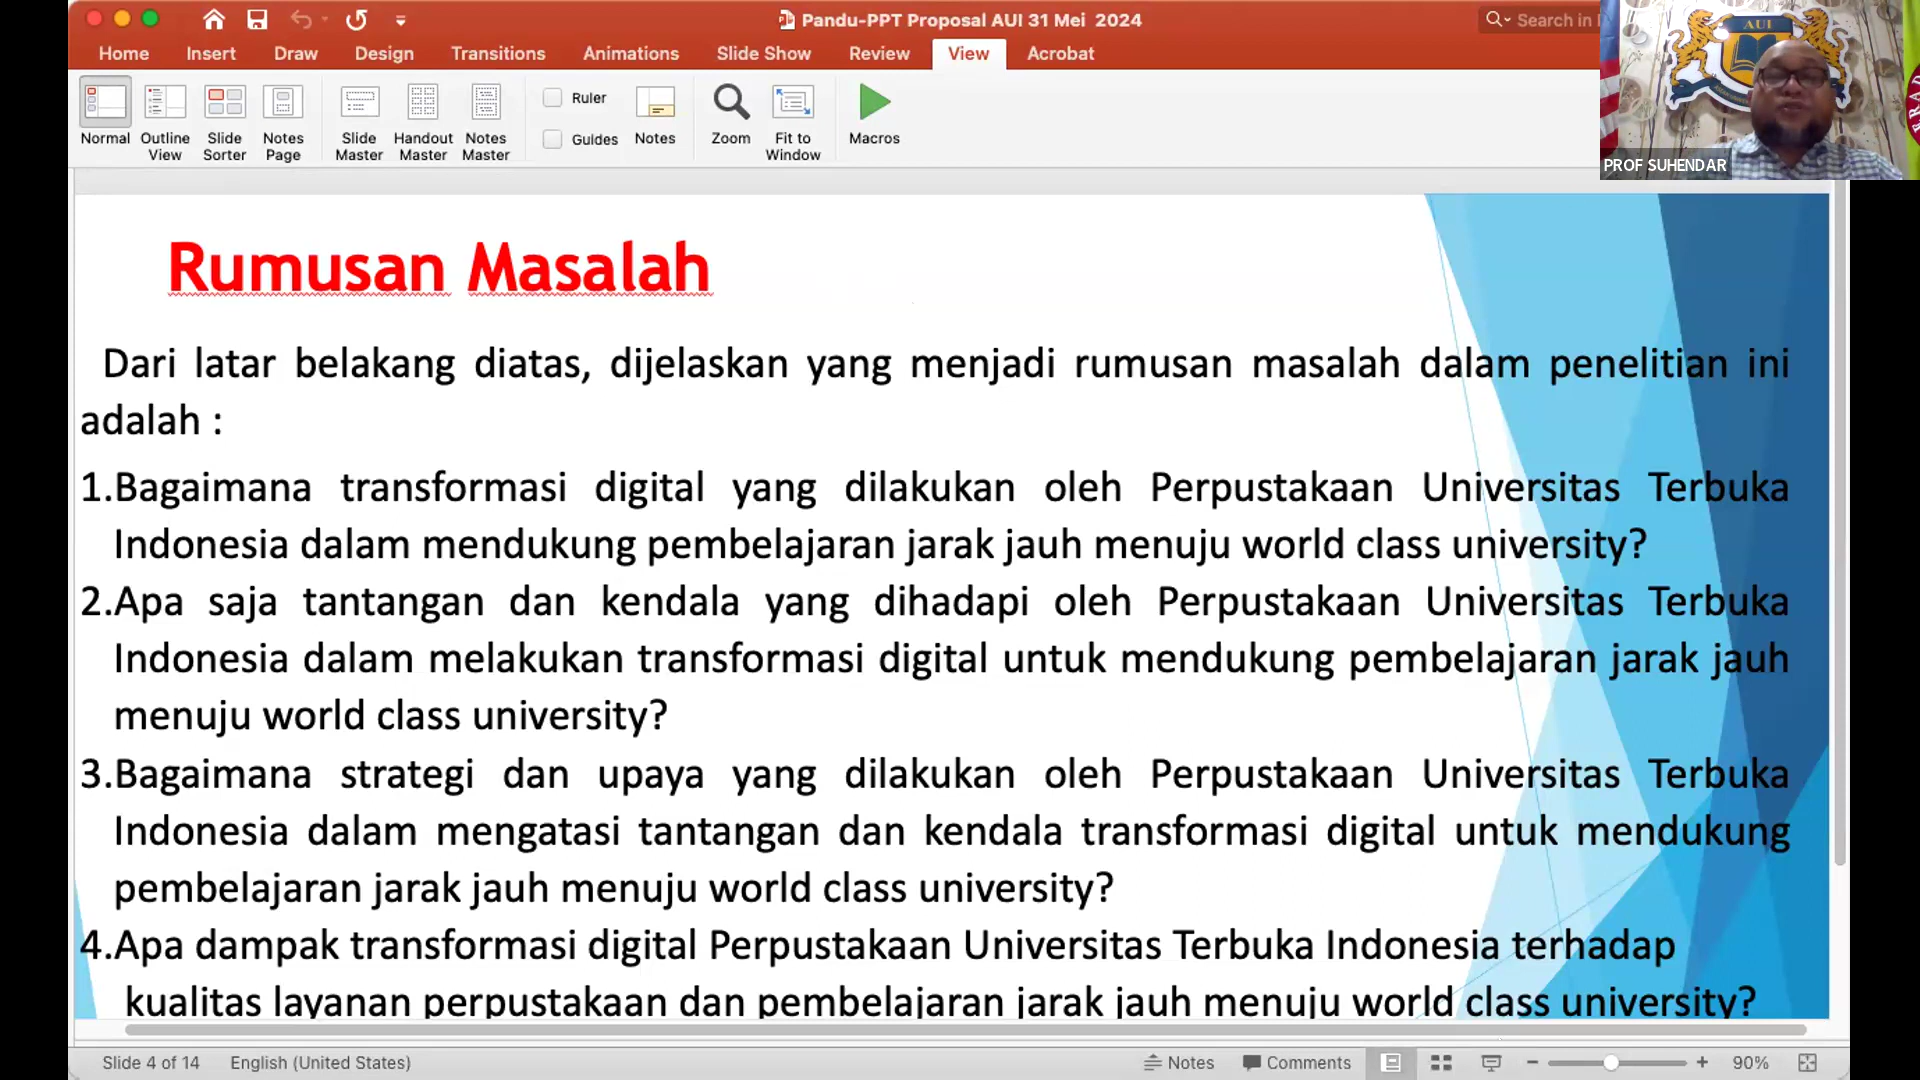 Pandu-PPT Proposal AUI 31 Mei 2024
Search in
Home Insert Draw Design Transitions Animations Slide Show Review View Acrobat
Normal
Outline View
Slide Sorter
Notes Page
Slide Master
Handout Master
Notes Master
Ruler
Guides
Notes
Zoom
Fit to Window
Macros
AUI
PROF SUHENDAR
Rumusan Masalah
Dari latar belakang diatas, dijelaskan yang menjadi rumusan masalah dalam penelitian ini
adalah :
1.Bagaimana transformasi digital yang dilakukan oleh Perpustakaan Universitas Terbuka
Indonesia dalam mendukung pembelajaran jarak jauh menuju world class university?
2.Apa saja tantangan dan kendala yang dihadapi oleh Perpustakaan Universitas Terbuka
Indonesia dalam melakukan transformasi digital untuk mendukung pembelajaran jarak jauh
menuju world class university?
3.Bagaimana strategi dan upaya yang dilakukan oleh Perpustakaan Universitas Terbuka
Indonesia dalam mengatasi tantangan dan kendala transformasi digital untuk mendukung
pembelajaran jarak jauh menuju world class university?
4.Apa dampak transformasi digital Perpustakaan Universitas Terbuka Indonesia terhadap
kualitas layanan perpustakaan dan pembelajaran jarak jauh menuju world class university?
Slide 4 of 14 English (United States) Notes Comments 90%